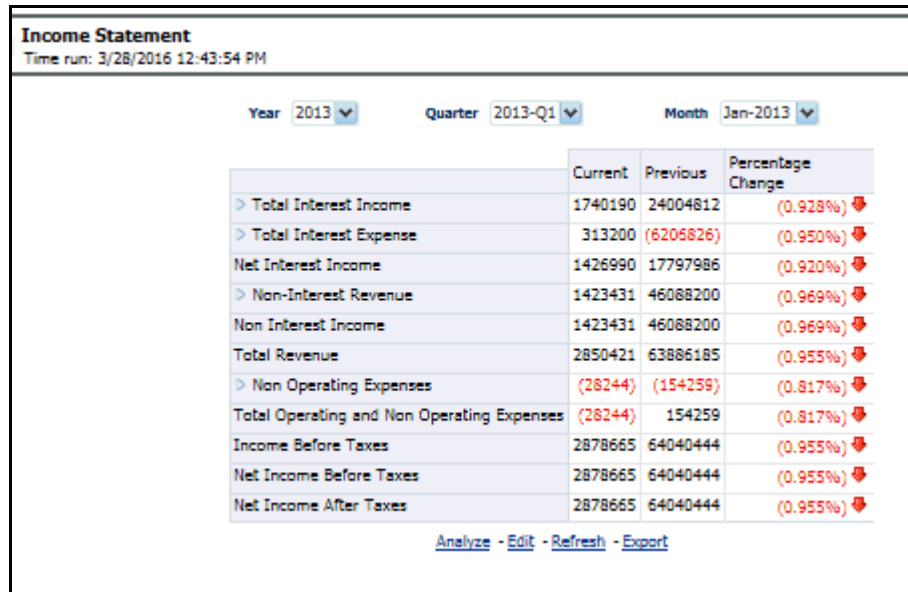 Income Statement
Time run: 3/28/2016 12:43:54 PM
Year 2013 Quarter 2013-Q1 Month Jan-2013
Current Previous Percentage Change
Total Interest Income 1740190 24004812 (0.928%)
Total Interest Expense 313200 (6206826) (0.950%)
Net Interest Income 1426990 17797986 (0.920%)
Non-Interest Revenue 1423431 46088200 (0.969%)
Non Interest Income 1423431 46088200 (0.969%)
Total Revenue 2850421 63886185 (0.955%)
Non Operating Expenses (28244) (154259) (0.817%)
Total Operating and Non Operating Expenses (28244) 154259 (0.817%)
Income Before Taxes 2878665 64040444 (0.955%)
Net Income Before Taxes 2878665 64040444 (0.955%)
Net Income After Taxes 2878665 64040444 (0.955%)
Analyze - Edit - Refresh - Export